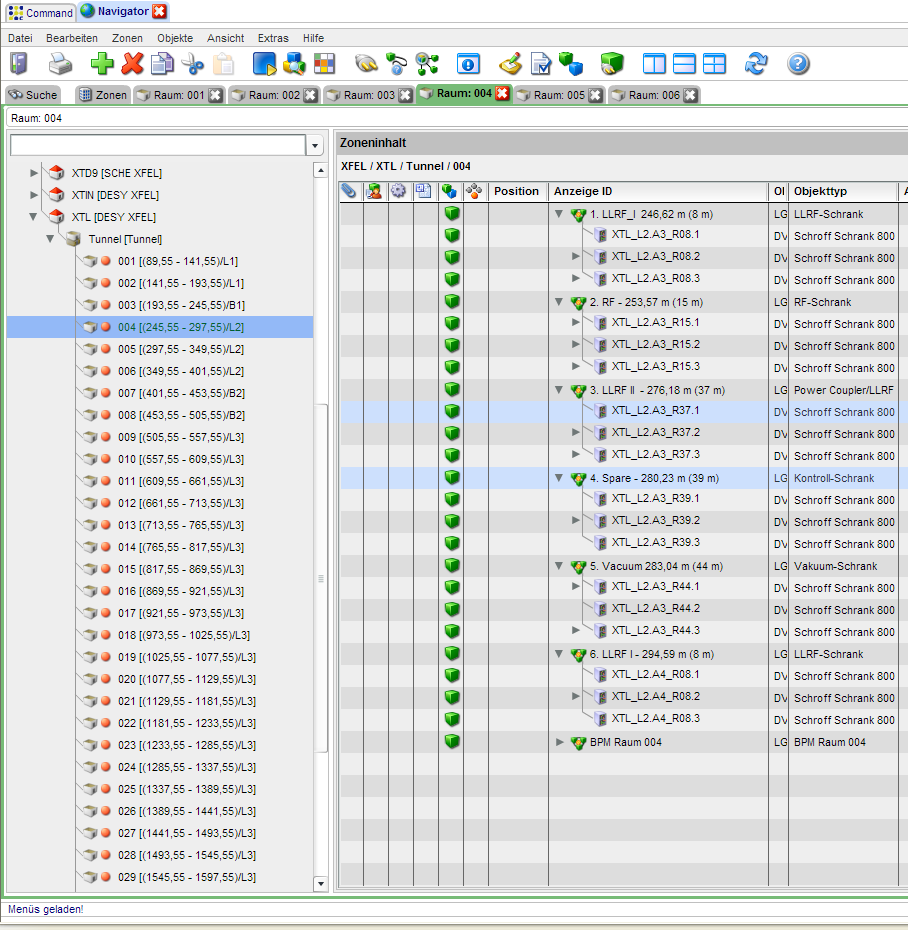 Command Navigator
Datei Bearbeiten Zonen Objekte Ansicht Extras Hilfe
Suche Zonen Raum: 001 Raum: 002 Raum: 003 Raum: 004 Raum: 005 Raum: 006
Raum: 004
XTD9 [SCHE XFEL]
XTIN [DESY XFEL]
XTL [DESY XFEL]
Tunnel [Tunnel]
001 [(89,55 - 141,55)/L1]
002 [(141,55 - 193,55)/L1]
003 [(193,55 - 245,55)/B1]
004 [(245,55 - 297,55)/L2]
005 [(297,55 - 349,55)/L2]
006 [(349,55 - 401,55)/L2]
007 [(401,55 - 453,55)/B2]
008 [(453,55 - 505,55)/B2]
009 [(505,55 - 557,55)/L3]
010 [(557,55 - 609,55)/L3]
011 [(609,55 - 661,55)/L3]
012 [(661,55 - 713,55)/L3]
013 [(713,55 - 765,55)/L3]
014 [(765,55 - 817,55)/L3]
015 [(817,55 - 869,55)/L3]
016 [(869,55 - 921,55)/L3]
017 [(921,55 - 973,55)/L3]
018 [(973,55 - 1025,55)/L3]
019 [(1025,55 - 1077,55)/L3]
020 [(1077,55 - 1129,55)/L3]
021 [(1129,55 - 1181,55)/L3]
022 [(1181,55 - 1233,55)/L3]
023 [(1233,55 - 1285,55)/L3]
024 [(1285,55 - 1337,55)/L3]
025 [(1337,55 - 1389,55)/L3]
026 [(1389,55 - 1441,55)/L3]
027 [(1441,55 - 1493,55)/L3]
028 [(1493,55 - 1545,55)/L3]
029 [(1545,55 - 1597,55)/L3]
Zoneninhalt
XFEL / XTL / Tunnel / 004
Position Anzeige ID Ol Objekttyp A
1. LLRF_I 246,62 m (8 m) LG LLRF-Schrank
XTL_L2.A3_R08.1 DV Schroff Schrank 800
XTL_L2.A3_R08.2 DV Schroff Schrank 800
XTL_L2.A3_R08.3 DV Schroff Schrank 800
2. RF - 253,57 m (15 m) LG RF-Schrank
XTL_L2.A3_R15.1 DV Schroff Schrank 800
XTL_L2.A3_R15.2 DV Schroff Schrank 800
XTL_L2.A3_R15.3 DV Schroff Schrank 800
3. LLRF II - 276,18 m (37 m) LG Power Coupler/LLRF
XTL_L2.A3_R37.1 DV Schroff Schrank 800
XTL_L2.A3_R37.2 DV Schroff Schrank 800
XTL_L2.A3_R37.3 DV Schroff Schrank 800
4. Spare - 280,23 m (39 m) LG Kontroll-Schrank
XTL_L2.A3_R39.1 DV Schroff Schrank 800
XTL_L2.A3_R39.2 DV Schroff Schrank 800
XTL_L2.A3_R39.3 DV Schroff Schrank 800
5. Vacuum 283,04 m (44 m) LG Vakuum-Schrank
XTL_L2.A3_R44.1 DV Schroff Schrank 800
XTL_L2.A3_R44.2 DV Schroff Schrank 800
XTL_L2.A3_R44.3 DV Schroff Schrank 800
6. LLRF I - 294,59 m (8 m) LG LLRF-Schrank
XTL_L2.A4_R08.1 DV Schroff Schrank 800
XTL_L2.A4_R08.2 DV Schroff Schrank 800
XTL_L2.A4_R08.3 DV Schroff Schrank 800
BPM Raum 004 LG BPM Raum 004
Menüs geladen!